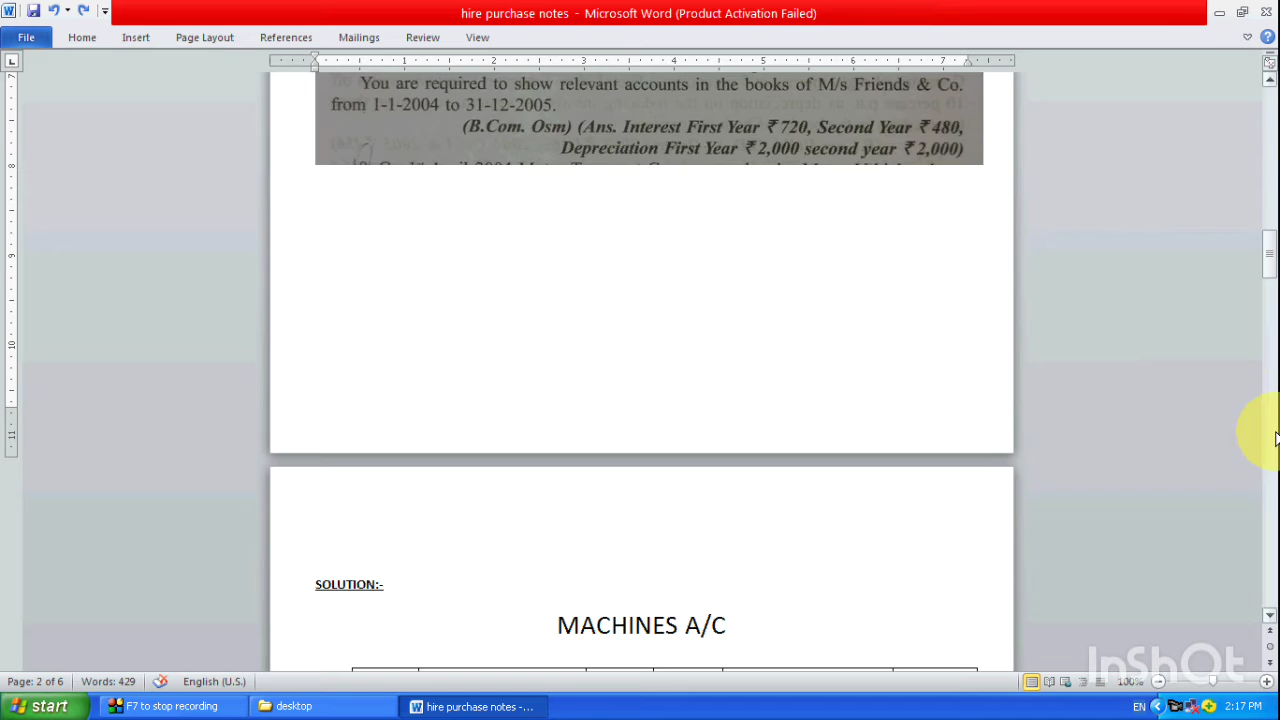 hire purchase notes - Microsoft Word (Product Activation Failed)
File Home Insert Page Layout References Mailings Review View
You are required to show relevant accounts in the books of M/s Friends & Co.
from 1-1-2004 to 31-12-2005.
(B.Com. Osm) (Ans. Interest First Year ₹ 720, Second Year ₹ 480,
Depreciation First Year ₹ 2,000 second year ₹ 2,000)
SOLUTION:-
MACHINES A/C
InShOt
Page: 2 of 6 Words: 429 English (U.S.) 100%
start F7 to stop recording desktop hire purchase notes -... EN 2:17 PM